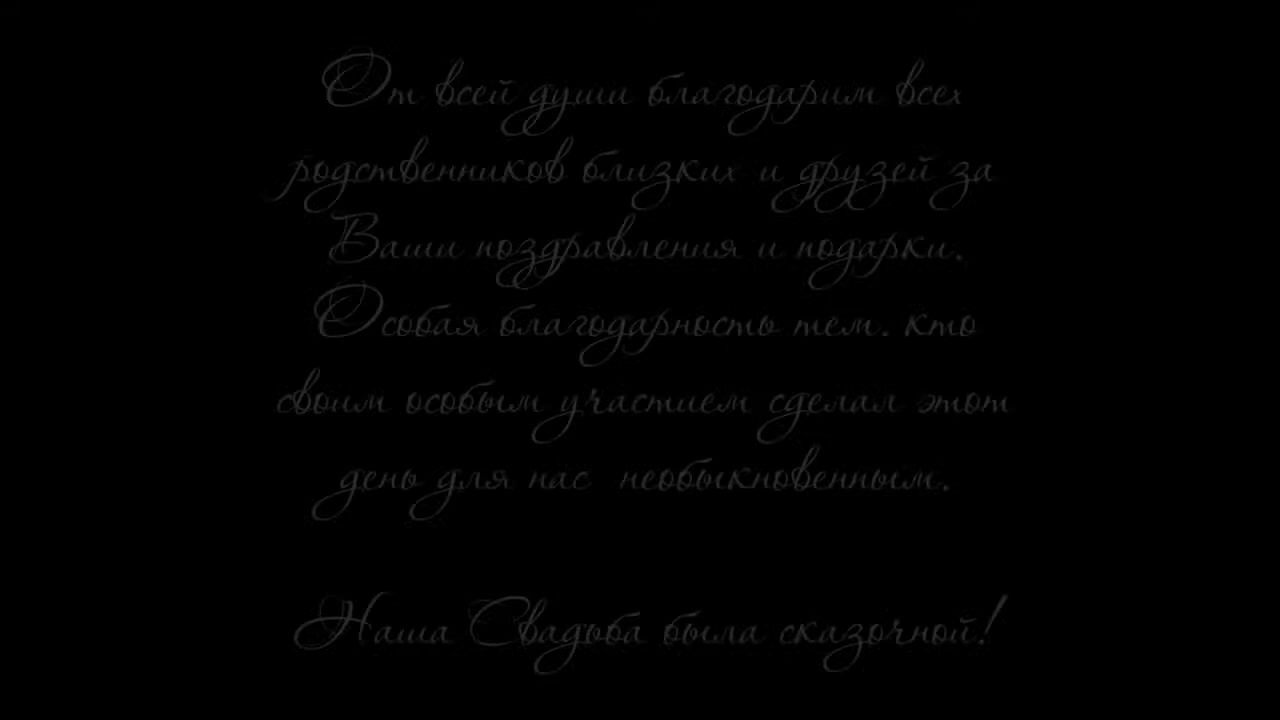 От всей души благодарим всех
родственников близких и друзей за
Ваши поздравления и подарки.
Особая благодарность тем. кто
своим особым участием сделал этот
день для нас необыкновенным.
Наша Свадьба была сказочной!